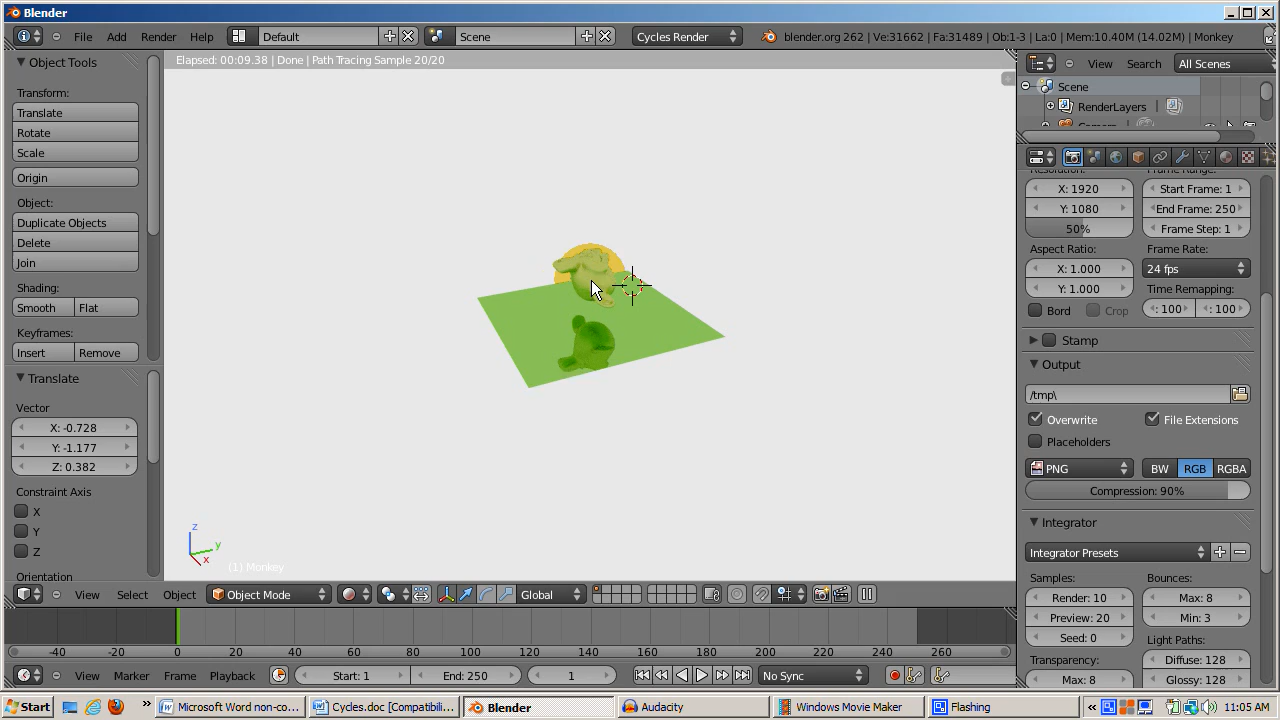 Blender
File Add Render Help Default Scene Cycles Render blender.org 262 | Ve:31662 | Fa:31489 | Ob:1-3 | La:0 | Mem:10.40M (14.02M) | Monkey
Object Tools
Transform:
Translate
Rotate
Scale
Origin
Object:
Duplicate Objects
Delete
Join
Shading:
Smooth Flat
Keyframes:
Insert Remove
Translate
Vector
X: -0.728
Y: -1.177
Z: 0.382
Constraint Axis
X
Y
Z
Orientation
Elapsed: 00:09.38 | Done | Path Tracing Sample 20/20
z
y
x
(1) Monkey
View Select Object Object Mode Global
-40 -20 0 20 40 60 80 100 120 140 160 180 200 220 240 260
View Marker Frame Playback Start: 1 End: 250 1 No Sync
View Search All Scenes
Scene
RenderLayers
Resolution: Frame Range:
X: 1920 Start Frame: 1
Y: 1080 End Frame: 250
50% Frame Step: 1
Aspect Ratio: Frame Rate:
X: 1.000 24 fps
Y: 1.000 Time Remapping:
Bord Crop : 100 : 100
Stamp
Output
/tmp\
Overwrite File Extensions
Placeholders
PNG BW RGB RGBA
Compression: 90%
Integrator
Integrator Presets
Samples: Bounces:
Render: 10 Max: 8
Preview: 20 Min: 3
Seed: 0 Light Paths:
Transparency: Diffuse: 128
Max: 8 Glossy: 128
Start » Microsoft Word non-co... Cycles.doc [Compatibili... Blender Audacity Windows Movie Maker Flashing « 11:05 AM